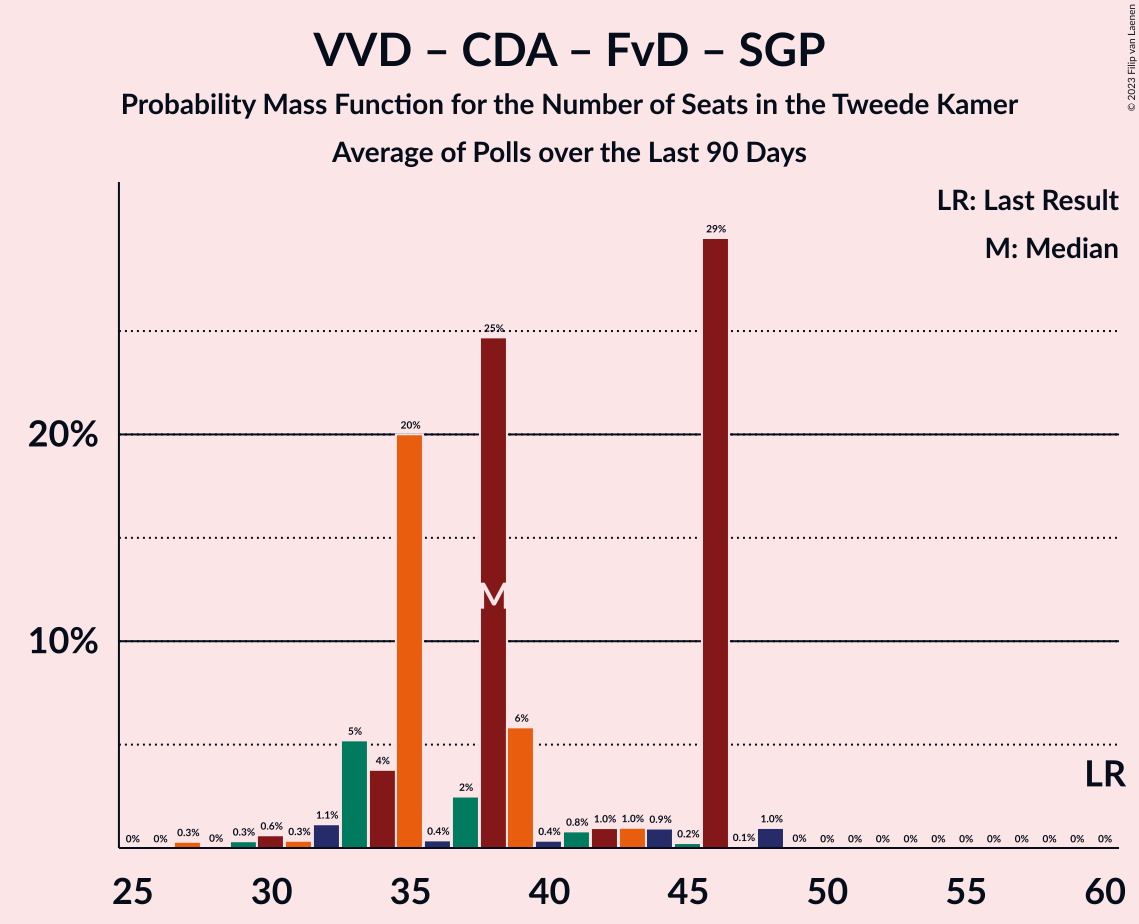 VVD – CDA – FvD – SGP
Probability Mass Function for the Number of Seats in the Tweede Kamer
Average of Polls over the Last 90 Days
© 2023 Filip van Laenen
LR: Last Result
M: Median
20%
10%
0% 0% 0.3% 0% 0.3% 0.6% 0.3% 1.1% 5% 4% 20% 0.4% 2% 25% 6% 0.4% 0.8% 1.0% 1.0% 0.9% 0.2% 29% 0.1% 1.0% 0% 0% 0% 0% 0% 0% 0% 0% 0% 0% 0% 0%
M
LR
25 30 35 40 45 50 55 60